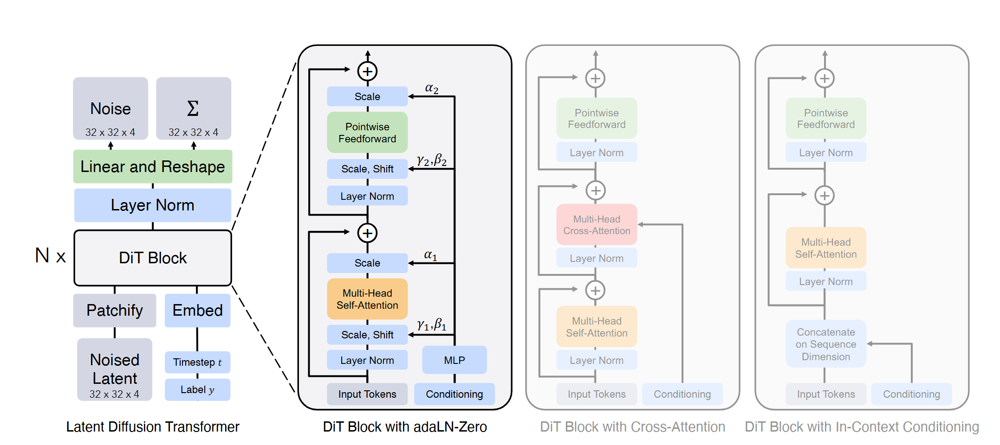 Noise
32 x 32 x 4
Σ
32 x 32 x 4
Linear and Reshape
Layer Norm
N x
DiT Block
Patchify
Embed
Noised
Latent
32 x 32 x 4
Timestep t
Label y
Latent Diffusion Transformer
+
α2
Scale
Pointwise
Feedforward
γ2,β2
Scale, Shift
Layer Norm
+
α1
Scale
Multi-Head
Self-Attention
γ1,β1
Scale, Shift
Layer Norm
MLP
Input Tokens
Conditioning
DiT Block with adaLN-Zero
+
Pointwise
Feedforward
Layer Norm
+
Multi-Head
Cross-Attention
Layer Norm
+
Multi-Head
Self-Attention
Layer Norm
Input Tokens
Conditioning
DiT Block with Cross-Attention
+
Pointwise
Feedforward
Layer Norm
+
Multi-Head
Self-Attention
Layer Norm
Concatenate
on Sequence
Dimension
Input Tokens
Conditioning
DiT Block with In-Context Conditioning